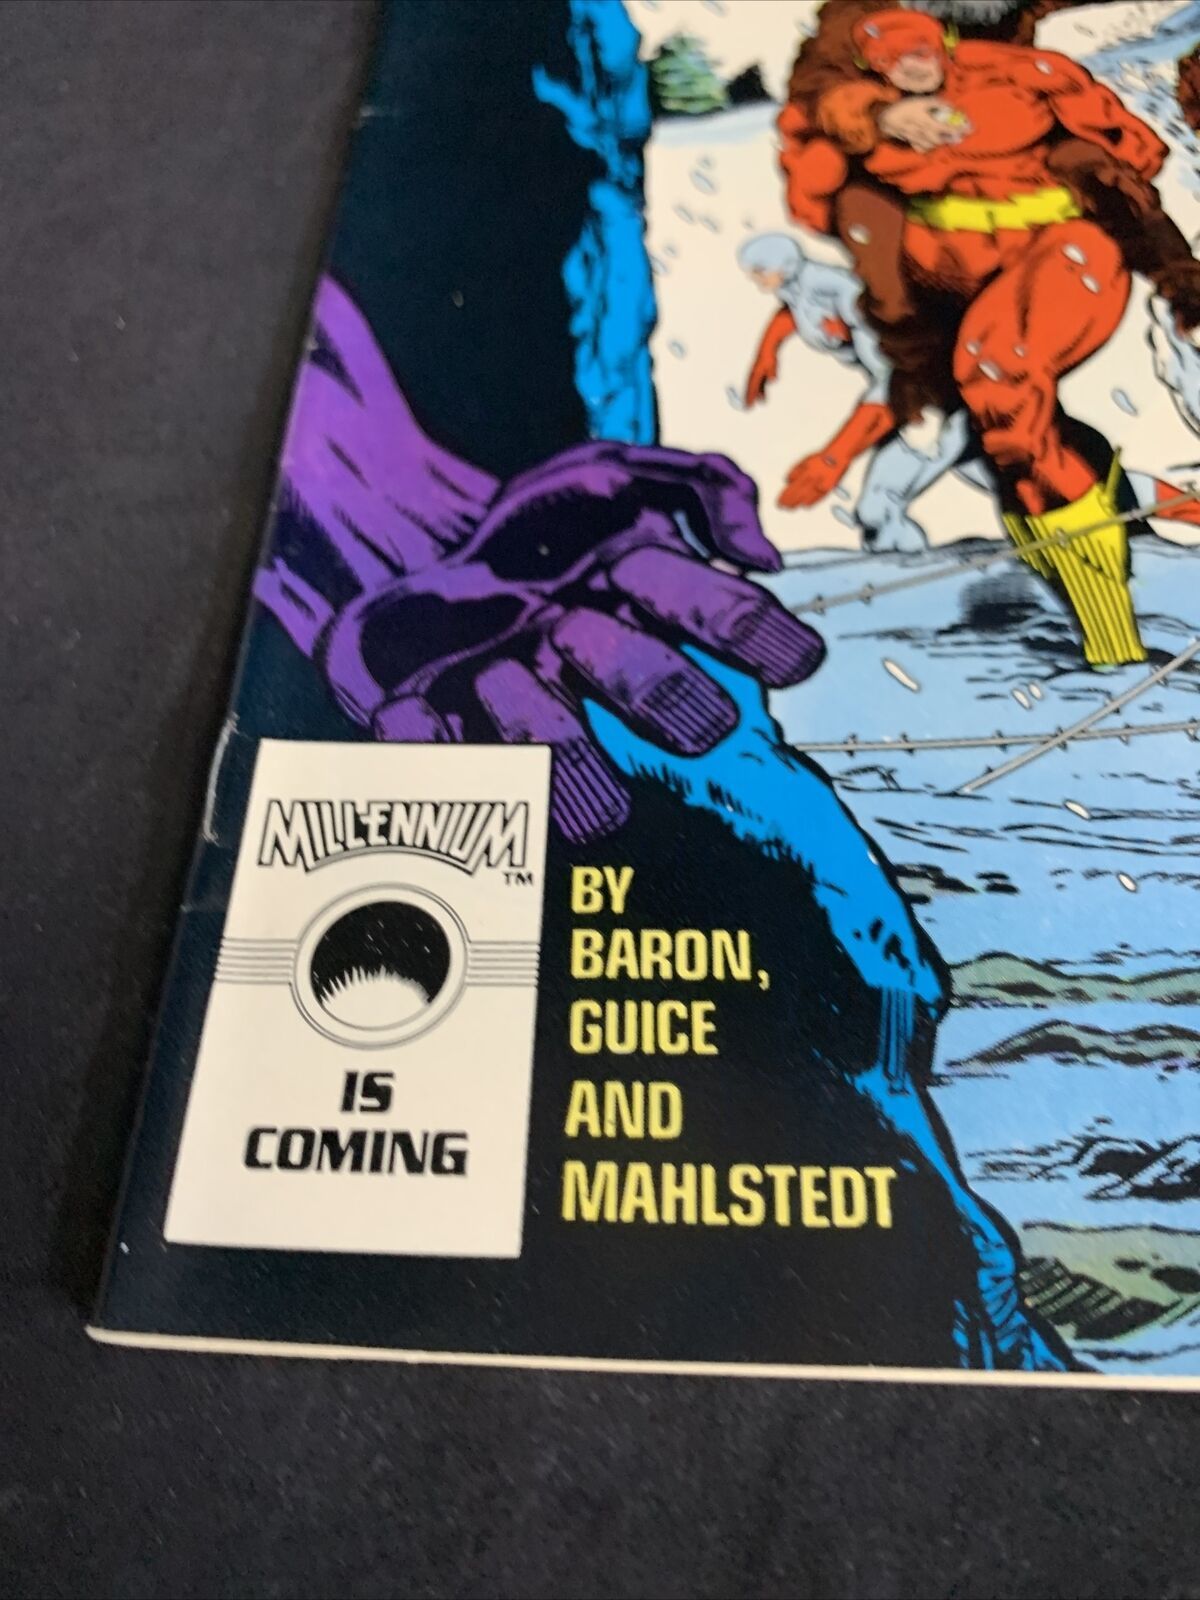 MILLENNIUM
TM
IS
COMING
BY
BARON,
GUICE
AND
MAHLSTEDT